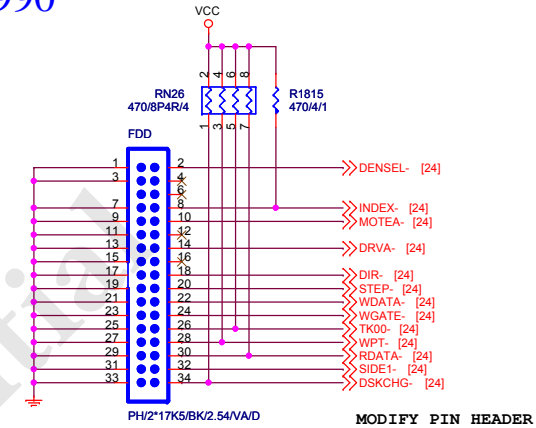 990
VCC
2 4 6 8
RN26
470/8P4R/4
R1815
470/4/1
1 3 5 7
FDD
1 2 DENSEL- [24]
3 4
6
7 8 INDEX- [24]
9 10 MOTEA- [24]
11 12
13 14 DRVA- [24]
15 16
17 18 DIR- [24]
19 20 STEP- [24]
21 22 WDATA- [24]
23 24 WGATE- [24]
25 26 TK00- [24]
27 28 WPT- [24]
29 30 RDATA- [24]
31 32 SIDE1- [24]
33 34 DSKCHG- [24]
PH/2*17K5/BK/2.54/VA/D
MODIFY PIN HEADER